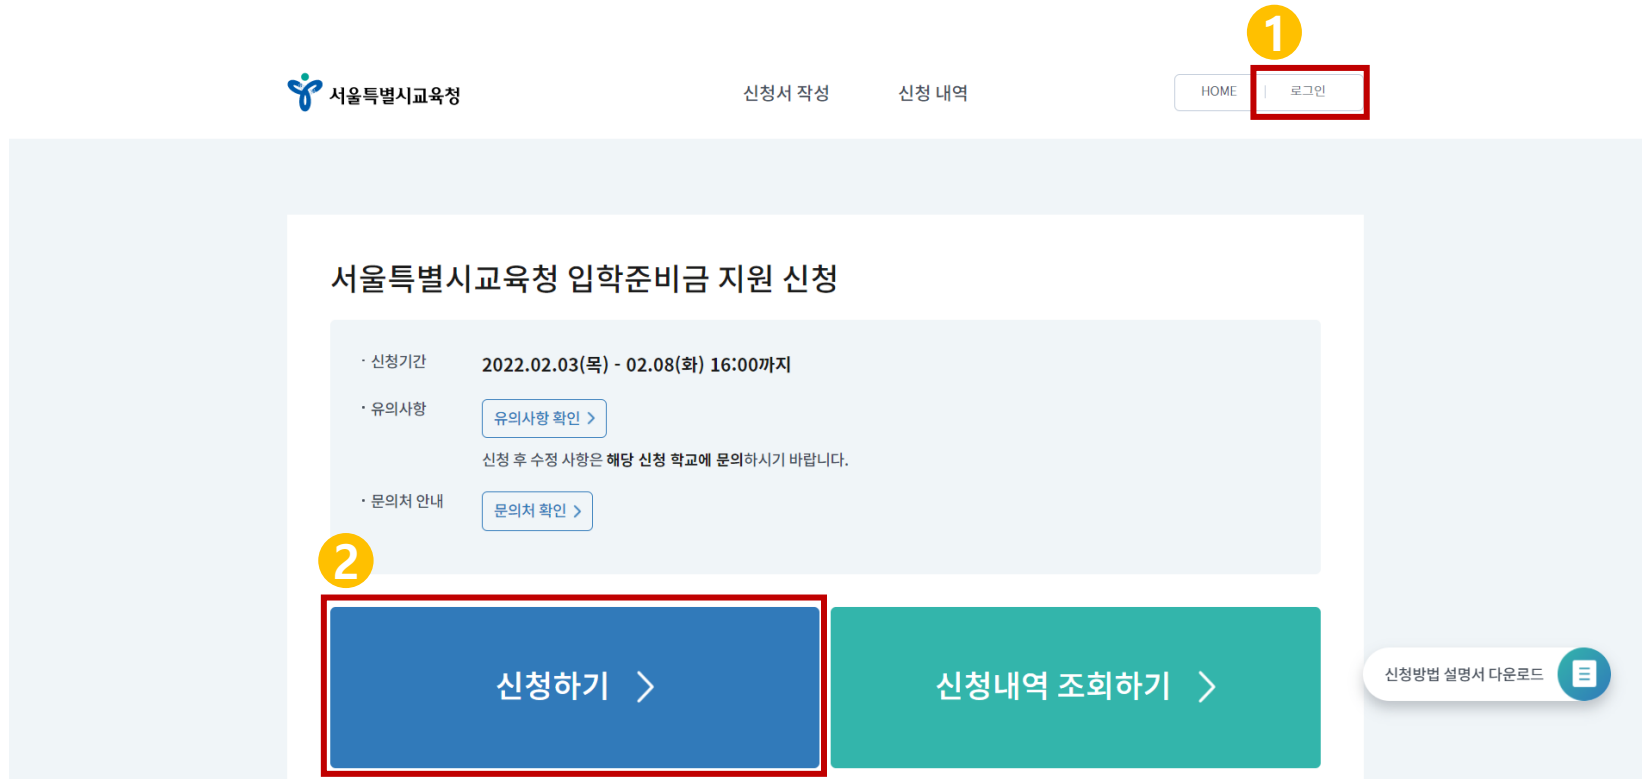 1
서울특별시교육청
신청서 작성
신청 내역
HOME | 로그인
서울특별시교육청 입학준비금 지원 신청
· 신청기간 2022.02.03(목) - 02.08(화) 16:00까지
· 유의사항 유의사항 확인 >
신청 후 수정 사항은 해당 신청 학교에 문의하시기 바랍니다.
· 문의처 안내 문의처 확인 >
2
신청하기 >
신청내역 조회하기 >
신청방법 설명서 다운로드